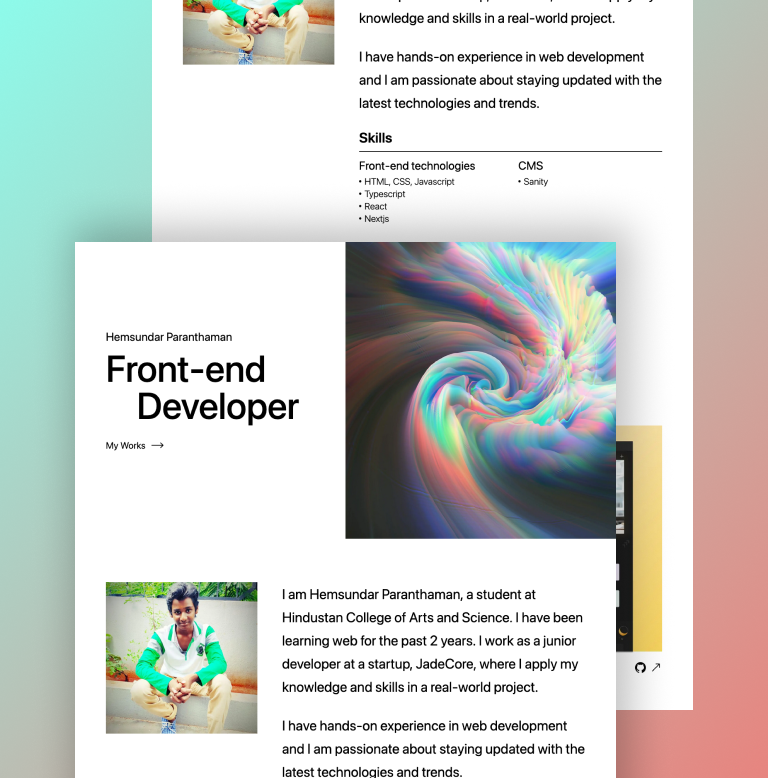 knowledge and skills in a real-world project.
I have hands-on experience in web development
and I am passionate about staying updated with the
latest technologies and trends.
Skills
Front-end technologies
• HTML, CSS, Javascript
• Typescript
• React
• Nextjs
CMS
• Sanity
Hemsundar Paranthaman
Front-end
Developer
My Works →
I am Hemsundar Paranthaman, a student at
Hindustan College of Arts and Science. I have been
learning web for the past 2 years. I work as a junior
developer at a startup, JadeCore, where I apply my
knowledge and skills in a real-world project.
I have hands-on experience in web development
and I am passionate about staying updated with the
latest technologies and trends.